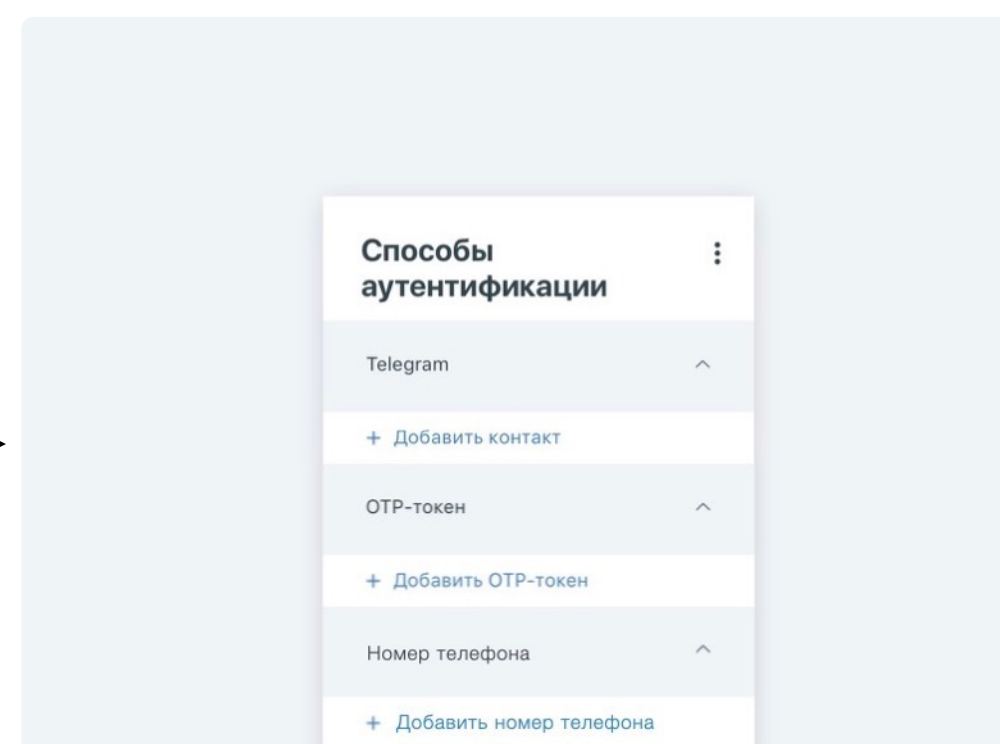 Способы
аутентификации
Telegram
+ Добавить контакт
OTP-токен
+ Добавить OTP-токен
Номер телефона
+ Добавить номер телефона